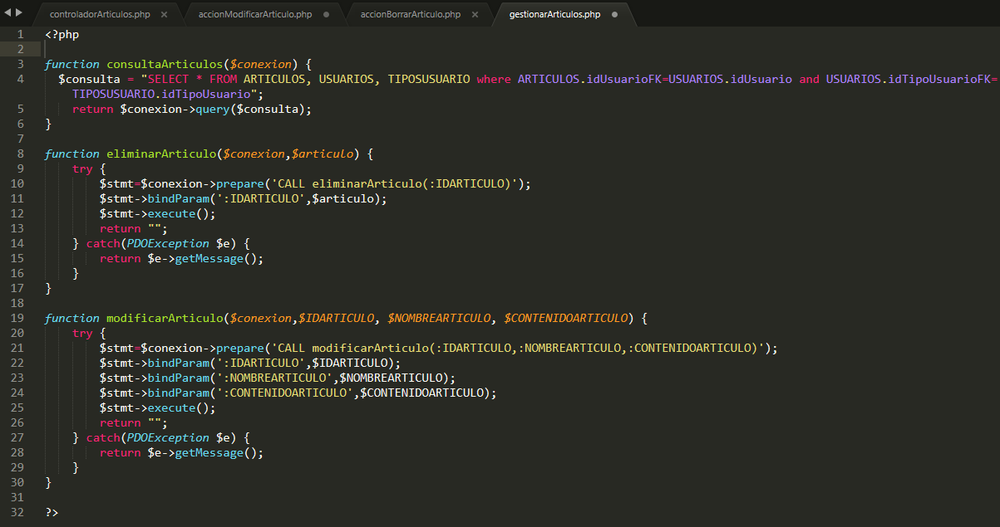 controladorArticulos.php × accionModificarArticulo.php ● accionBorrarArticulo.php × gestionarArticulos.php ●
1 <?php
2
3 function consultaArticulos($conexion) {
4 $consulta = "SELECT * FROM ARTICULOS, USUARIOS, TIPOSUSUARIO where ARTICULOS.idUsuarioFK=USUARIOS.idUsuario and USUARIOS.idTipoUsuarioFK=
TIPOSUSUARIO.idTipoUsuario";
5 return $conexion->query($consulta);
6 }
7
8 function eliminarArticulo($conexion,$articulo) {
9 try {
10 $stmt=$conexion->prepare('CALL eliminarArticulo(:IDARTICULO)');
11 $stmt->bindParam(':IDARTICULO',$articulo);
12 $stmt->execute();
13 return "";
14 } catch(PDOException $e) {
15 return $e->getMessage();
16 }
17 }
18
19 function modificarArticulo($conexion,$IDARTICULO, $NOMBREARTICULO, $CONTENIDOARTICULO) {
20 try {
21 $stmt=$conexion->prepare('CALL modificarArticulo(:IDARTICULO,:NOMBREARTICULO,:CONTENIDOARTICULO)');
22 $stmt->bindParam(':IDARTICULO',$IDARTICULO);
23 $stmt->bindParam(':NOMBREARTICULO',$NOMBREARTICULO);
24 $stmt->bindParam(':CONTENIDOARTICULO',$CONTENIDOARTICULO);
25 $stmt->execute();
26 return "";
27 } catch(PDOException $e) {
28 return $e->getMessage();
29 }
30 }
31
32 ?>